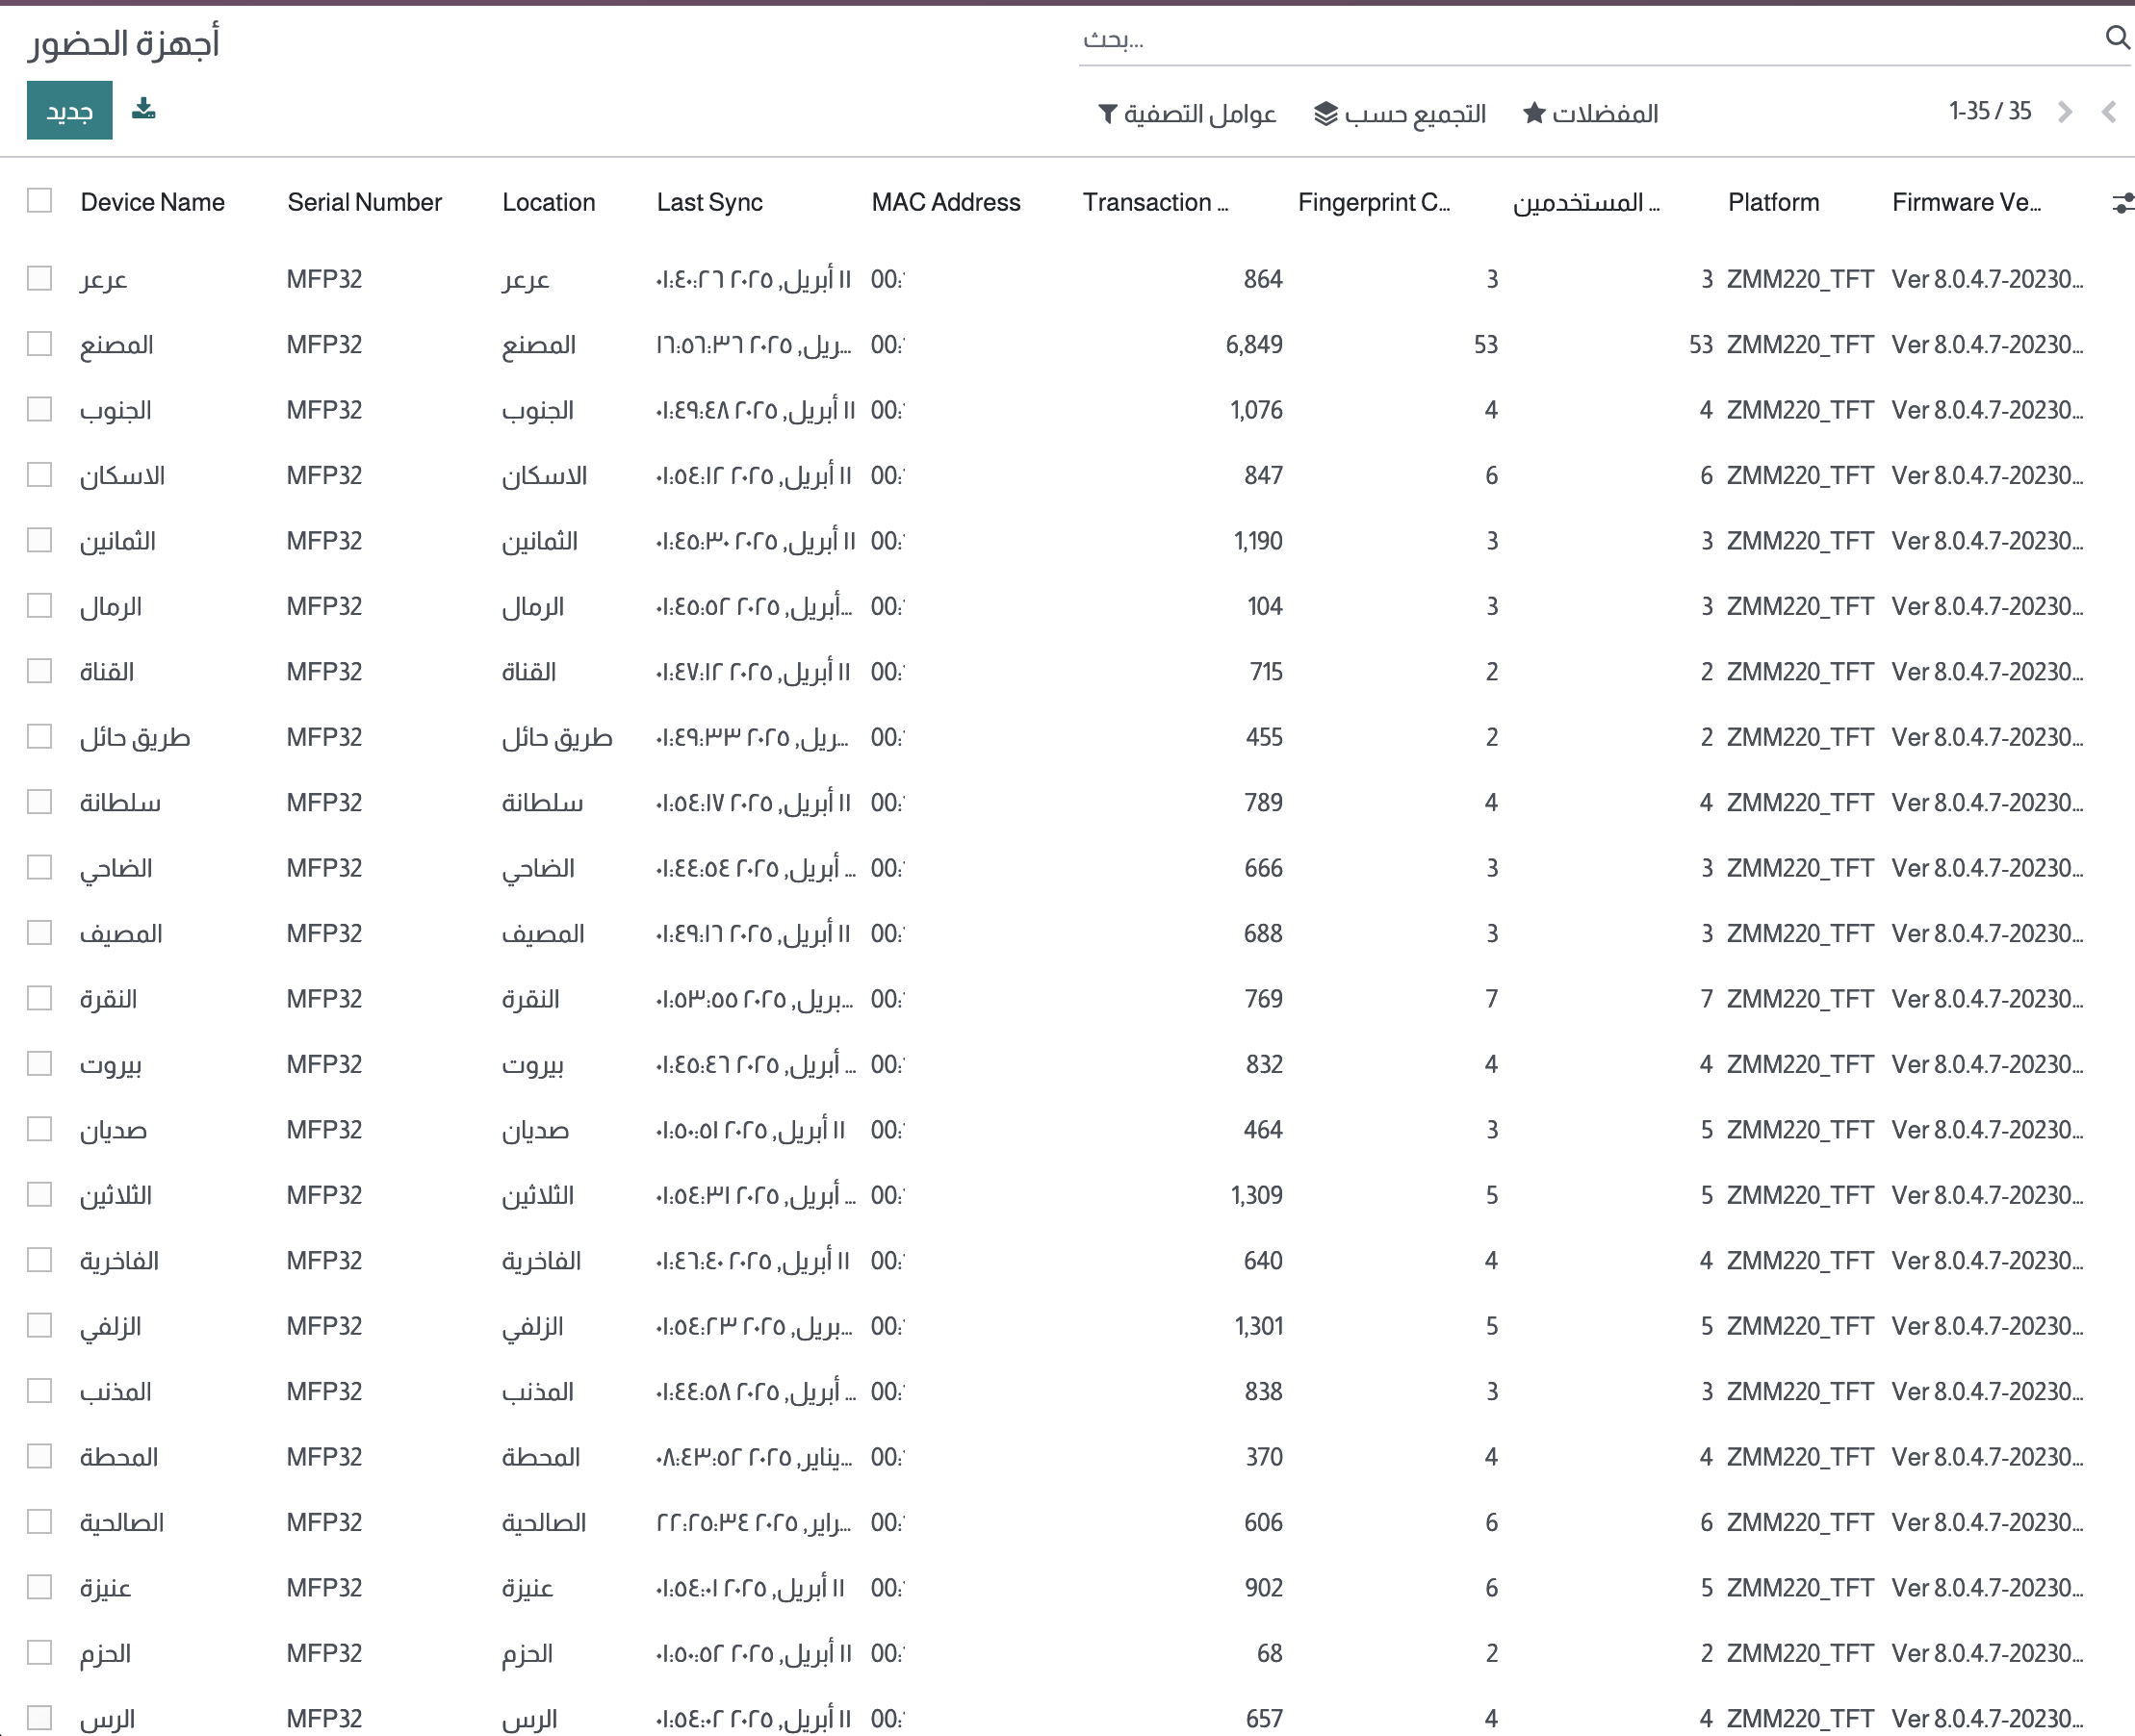 أجهزة الحضور
بحث...
جديد
عوامل التصفية التجميع حسب المفضلات 1-35 / 35
Device Name Serial Number Location Last Sync MAC Address Transaction ... Fingerprint C... المستخدمين ... Platform Firmware Ve...
عرعر MFP32 عرعر ١١ أبريل, ٢٠٢٥ ٠١:٤٠:٢٦ 00: 864 3 3 ZMM220_TFT Ver 8.0.4.7-20230...
المصنع MFP32 المصنع ...ريل, ٢٠٢٥ ١٦:٥٦:٣٦ 00: 6,849 53 53 ZMM220_TFT Ver 8.0.4.7-20230...
الجنوب MFP32 الجنوب ١١ أبريل, ٢٠٢٥ ٠١:٤٩:٤٨ 00: 1,076 4 4 ZMM220_TFT Ver 8.0.4.7-20230...
الاسكان MFP32 الاسكان ١١ أبريل, ٢٠٢٥ ٠١:٥٤:١٢ 00: 847 6 6 ZMM220_TFT Ver 8.0.4.7-20230...
الثمانين MFP32 الثمانين ١١ أبريل, ٢٠٢٥ ٠١:٤٥:٣٠ 00: 1,190 3 3 ZMM220_TFT Ver 8.0.4.7-20230...
الرمال MFP32 الرمال ...أبريل, ٢٠٢٥ ٠١:٤٥:٥٢ 00: 104 3 3 ZMM220_TFT Ver 8.0.4.7-20230...
القناة MFP32 القناة ١١ أبريل, ٢٠٢٥ ٠١:٤٧:١٢ 00: 715 2 2 ZMM220_TFT Ver 8.0.4.7-20230...
طريق حائل MFP32 طريق حائل ...ريل, ٢٠٢٥ ٠١:٤٩:٣٣ 00: 455 2 2 ZMM220_TFT Ver 8.0.4.7-20230...
سلطانة MFP32 سلطانة ١١ أبريل, ٢٠٢٥ ٠١:٥٤:١٧ 00: 789 4 4 ZMM220_TFT Ver 8.0.4.7-20230...
الضاحي MFP32 الضاحي ... أبريل, ٢٠٢٥ ٠١:٤٤:٥٤ 00: 666 3 3 ZMM220_TFT Ver 8.0.4.7-20230...
المصيف MFP32 المصيف ١١ أبريل, ٢٠٢٥ ٠١:٤٩:١٦ 00: 688 3 3 ZMM220_TFT Ver 8.0.4.7-20230...
النقرة MFP32 النقرة ...بريل, ٢٠٢٥ ٠١:٥٣:٥٥ 00: 769 7 7 ZMM220_TFT Ver 8.0.4.7-20230...
بيروت MFP32 بيروت ... أبريل, ٢٠٢٥ ٠١:٤٥:٤٦ 00: 832 4 4 ZMM220_TFT Ver 8.0.4.7-20230...
صديان MFP32 صديان ١١ أبريل, ٢٠٢٥ ٠١:٥٠:٥١ 00: 464 3 5 ZMM220_TFT Ver 8.0.4.7-20230...
الثلاثين MFP32 الثلاثين ... أبريل, ٢٠٢٥ ٠١:٥٤:٣١ 00: 1,309 5 5 ZMM220_TFT Ver 8.0.4.7-20230...
الفاخرية MFP32 الفاخرية ١١ أبريل, ٢٠٢٥ ٠١:٤٦:٤٠ 00: 640 4 4 ZMM220_TFT Ver 8.0.4.7-20230...
الزلفي MFP32 الزلفي ...بريل, ٢٠٢٥ ٠١:٥٤:٢٣ 00: 1,301 5 5 ZMM220_TFT Ver 8.0.4.7-20230...
المذنب MFP32 المذنب ... أبريل, ٢٠٢٥ ٠١:٤٤:٥٨ 00: 838 3 3 ZMM220_TFT Ver 8.0.4.7-20230...
المحطة MFP32 المحطة ...يناير, ٢٠٢٥ ٠٨:٤٣:٥٢ 00: 370 4 4 ZMM220_TFT Ver 8.0.4.7-20230...
الصالحية MFP32 الصالحية ...راير, ٢٠٢٥ ٢٢:٢٥:٣٤ 00: 606 6 6 ZMM220_TFT Ver 8.0.4.7-20230...
عنيزة MFP32 عنيزة ١١ أبريل, ٢٠٢٥ ٠١:٥٤:٠١ 00: 902 6 5 ZMM220_TFT Ver 8.0.4.7-20230...
الحزم MFP32 الحزم ١١ أبريل, ٢٠٢٥ ٠١:٥٠:٥٢ 00: 68 2 2 ZMM220_TFT Ver 8.0.4.7-20230...
الرس MFP32 الرس ١١ أبريل, ٢٠٢٥ ٠١:٥٤:٠٢ 00: 657 4 4 ZMM220_TFT Ver 8.0.4.7-20230...